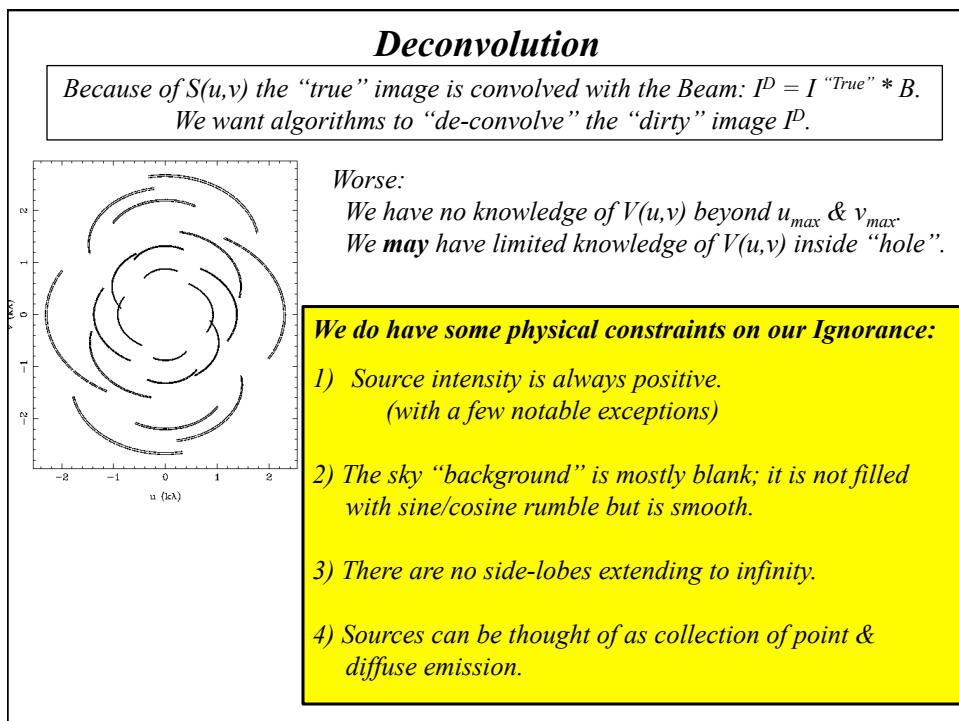 Deconvolution
Because of S(u,v) the “true” image is convolved with the Beam: I^D = I ^“True” * B.
We want algorithms to “de-convolve” the “dirty” image I^D.
Worse:
We have no knowledge of V(u,v) beyond u_max & v_max.
We may have limited knowledge of V(u,v) inside “hole”.
2
1
0
−1
−2
v (kλ)
−2 −1 0 1 2
u (kλ)
We do have some physical constraints on our Ignorance:
1) Source intensity is always positive.
(with a few notable exceptions)
2) The sky “background” is mostly blank; it is not filled
with sine/cosine rumble but is smooth.
3) There are no side-lobes extending to infinity.
4) Sources can be thought of as collection of point &
diffuse emission.